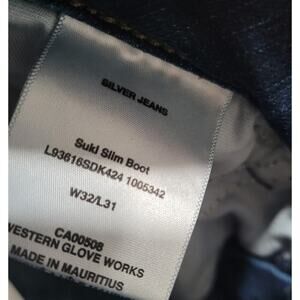 SILVER JEANS
Suki Slim Boot
L93616SDK424 1005342
W32/L31
CA00508
WESTERN GLOVE WORKS
MADE IN MAURITIUS